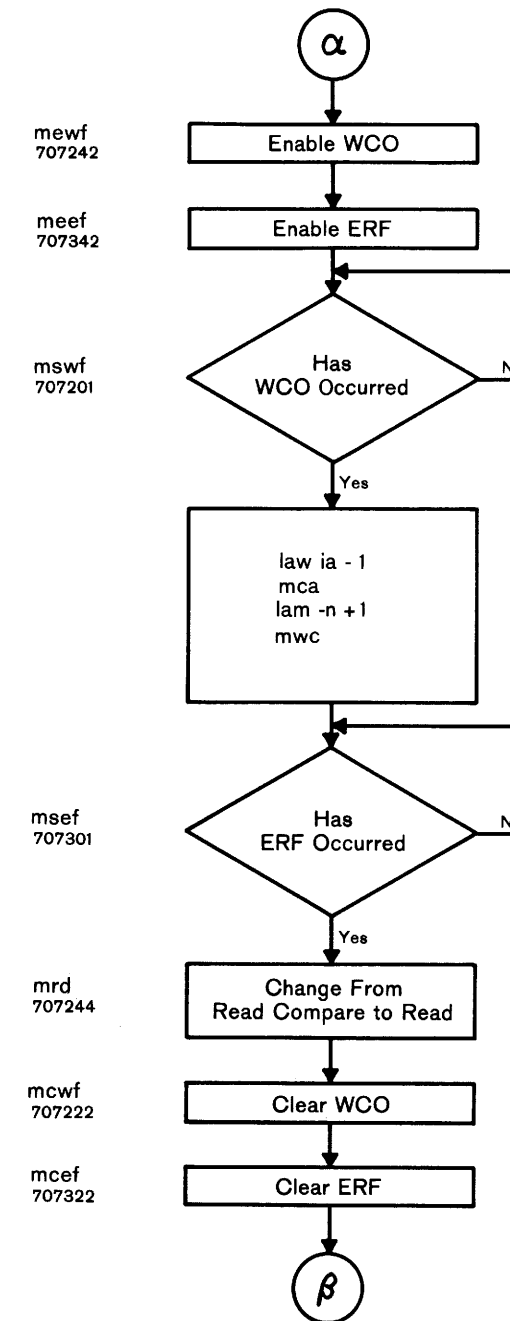 α
mewf
707242
Enable WCO
meef
707342
Enable ERF
mswf
707201
Has
WCO Occurred
N
Yes
law ia - 1
mca
lam -n +1
mwc
msef
707301
Has
ERF Occurred
N
Yes
mrd
707244
Change From
Read Compare to Read
mcwf
707222
Clear WCO
mcef
707322
Clear ERF
β